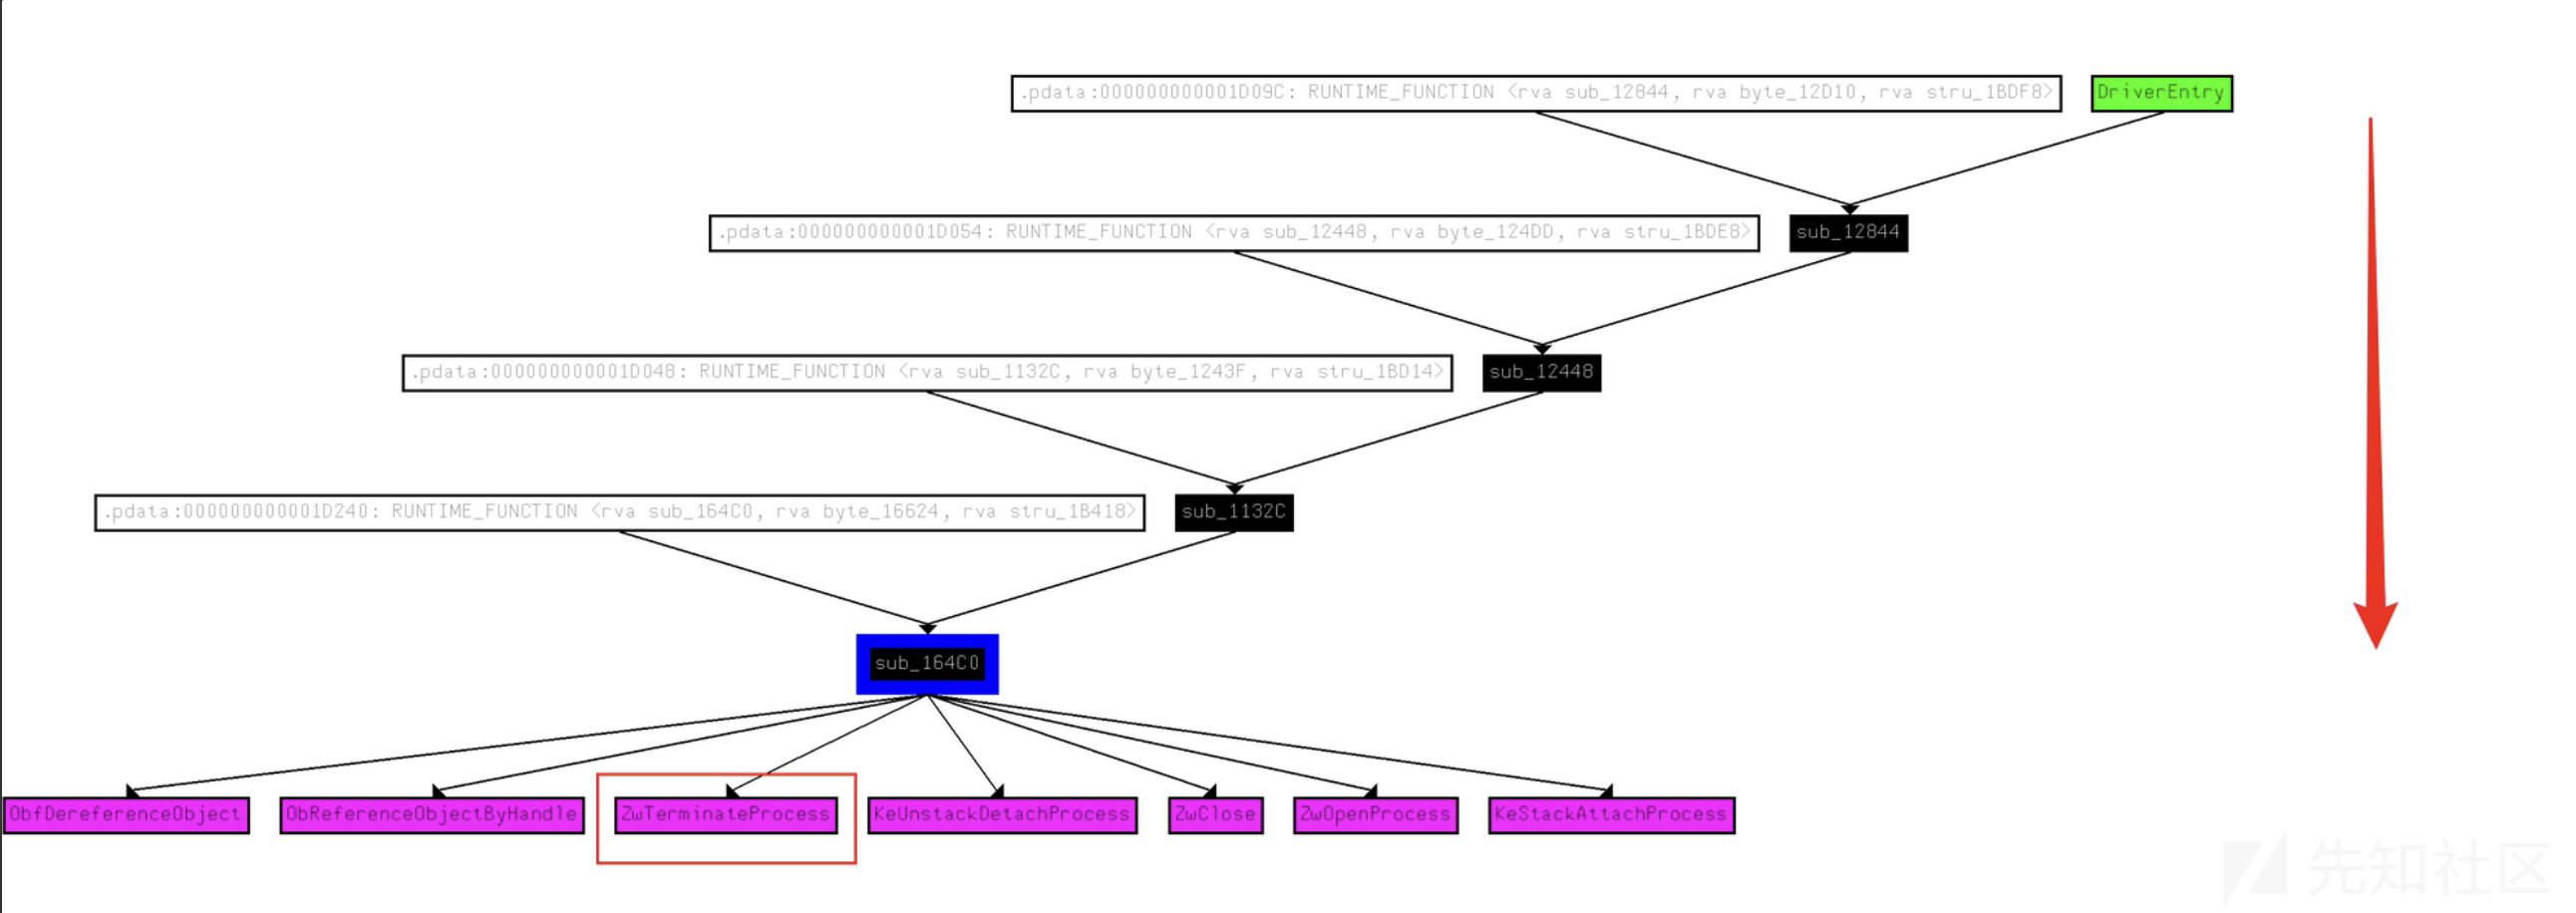 .pdata:000000000001D09C: RUNTIME_FUNCTION <rva sub_12844, rva byte_12D10, rva stru_1BDF8>
DriverEntry
.pdata:000000000001D054: RUNTIME_FUNCTION <rva sub_12448, rva byte_124DD, rva stru_1BDE8>
sub_12844
.pdata:000000000001D048: RUNTIME_FUNCTION <rva sub_1132C, rva byte_1243F, rva stru_1BD14>
sub_12448
.pdata:000000000001D240: RUNTIME_FUNCTION <rva sub_164C0, rva byte_16624, rva stru_1B418>
sub_1132C
sub_164C0
ObfDereferenceObject
ObReferenceObjectByHandle
ZwTerminateProcess
KeUnstackDetachProcess
ZwClose
ZwOpenProcess
KeStackAttachProcess
先知社区